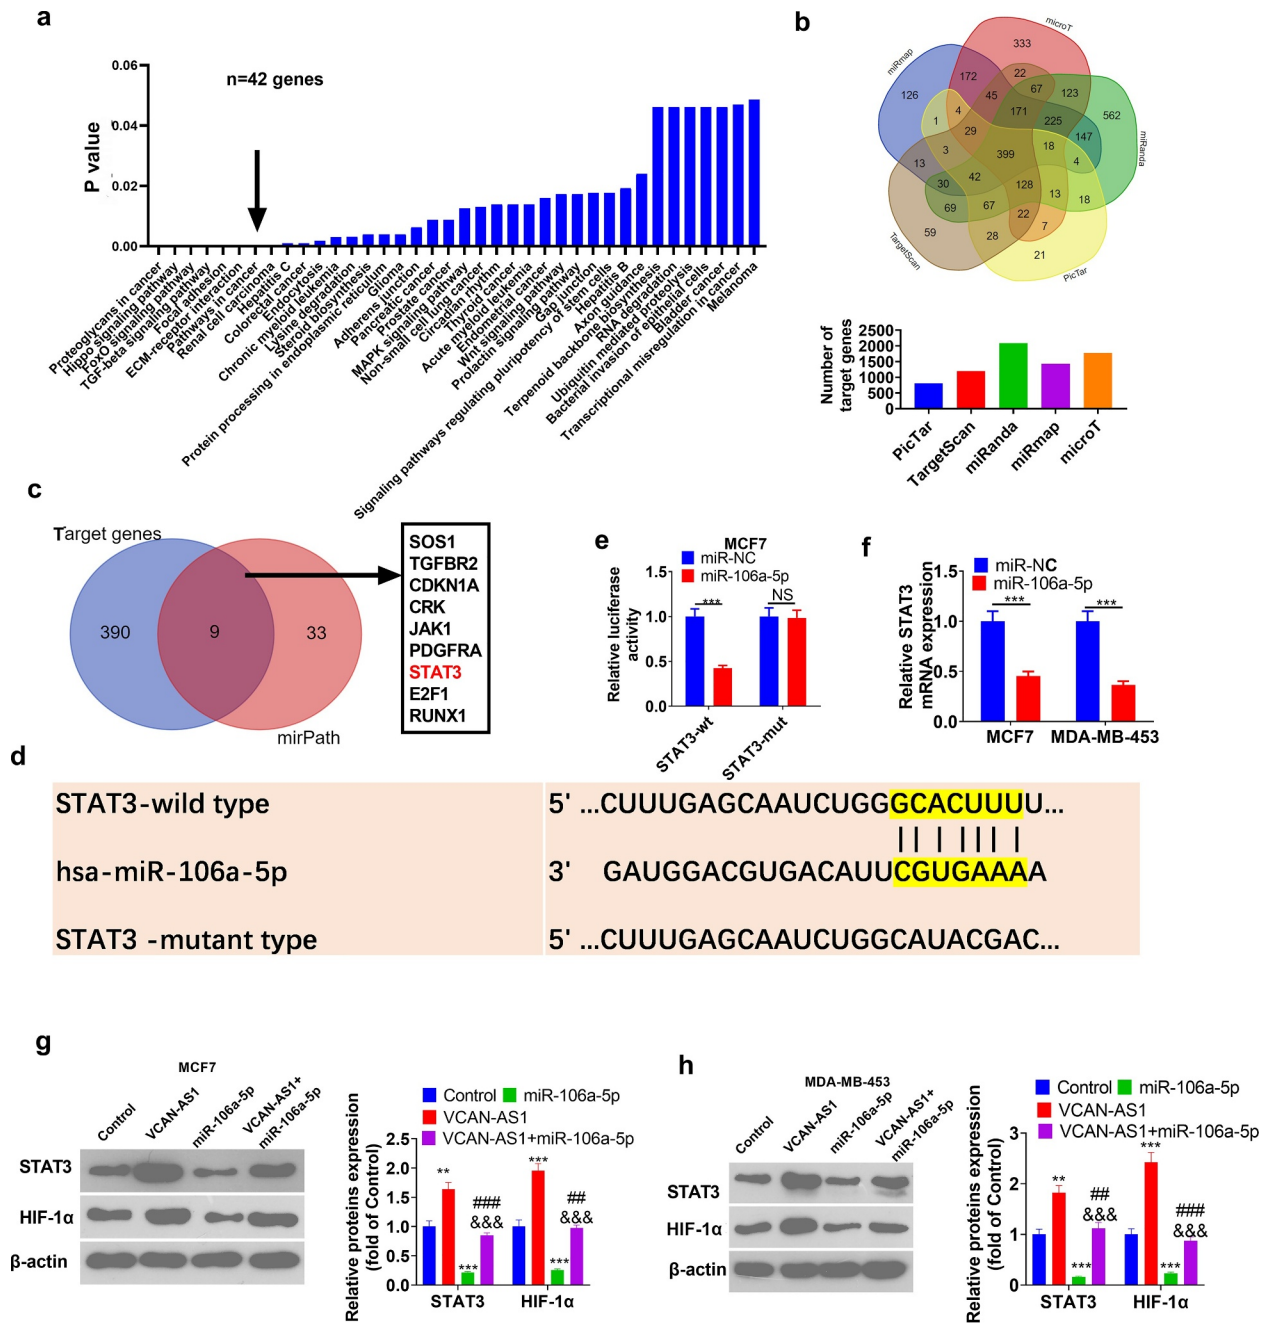 a
n=42 genes
P value
0.06
0.04
0.02
0.00
Proteoglycans in cancer
Hippo signaling pathway
FoxO signaling pathway
TGF-beta signaling pathway
Focal adhesion
ECM-receptor interaction
Pathways in cancer
Renal cell carcinoma
Hepatitis C
Colorectal cancer
Endocytosis
Chronic myeloid leukemia
Lysine degradation
Steroid biosynthesis
Protein processing in endoplasmic reticulum
Glioma
Adherens junction
Pancreatic cancer
Prostate cancer
MAPK signaling pathway
Non-small cell lung cancer
Circadian rhythm
Thyroid cancer
Acute myeloid leukemia
Endometrial cancer
Wnt signaling pathway
Prolactin signaling pathway
Gap junction
Signaling pathways regulating pluripotency of stem cells
Hepatitis B
Axon guidance
Terpenoid backbone biosynthesis
RNA degradation
Ubiquitin mediated proteolysis
Bacterial invasion of epithelial cells
Bladder cancer
Transcriptional misregulation in cancer
Melanoma
b
microT
miRmap
miRanda
TargetScan
PicTar
333
172
22
126
45
67
123
562
171
225
147
1
4
29
18
4
3
399
13
30
42
128
13
18
69
67
22
7
59
28
21
Number of
target genes
2500
2000
1500
1000
500
0
PicTar
TargetScan
miRanda
miRmap
microT
c
Target genes
390
9
33
mirPath
SOS1
TGFBR2
CDKN1A
CRK
JAK1
PDGFRA
STAT3
E2F1
RUNX1
e
MCF7
miR-NC
miR-106a-5p
Relative luciferase
activity
1.5
1.0
0.5
0.0
***
NS
STAT3-wt
STAT3-mut
f
miR-NC
miR-106a-5p
Relative STAT3
mRNA expression
1.5
1.0
0.5
0.0
***
***
MCF7
MDA-MB-453
d
STAT3-wild type
5' ...CUUUGAGCAAUCUGGGCACUUUU...
hsa-miR-106a-5p
3' GAUGGACGUGACAUUCGUGAAAA
STAT3 -mutant type
5' ...CUUUGAGCAAUCUGGCAUACGAC...
g
MCF7
Control
VCAN-AS1
miR-106a-5p
VCAN-AS1+
miR-106a-5p
STAT3
HIF-1α
β-actin
Control
miR-106a-5p
VCAN-AS1
VCAN-AS1+miR-106a-5p
Relative proteins expression
(fold of Control)
2.5
2.0
1.5
1.0
0.5
0.0
**
***
###
&&&
***
***
##
&&&
STAT3
HIF-1α
h
MDA-MB-453
Control
VCAN-AS1
miR-106a-5p
VCAN-AS1+
miR-106a-5p
STAT3
HIF-1α
β-actin
Control
miR-106a-5p
VCAN-AS1
VCAN-AS1+miR-106a-5p
Relative proteins expression
(fold of Control)
3
2
1
0
**
***
##
&&&
***
***
###
&&&
STAT3
HIF-1α